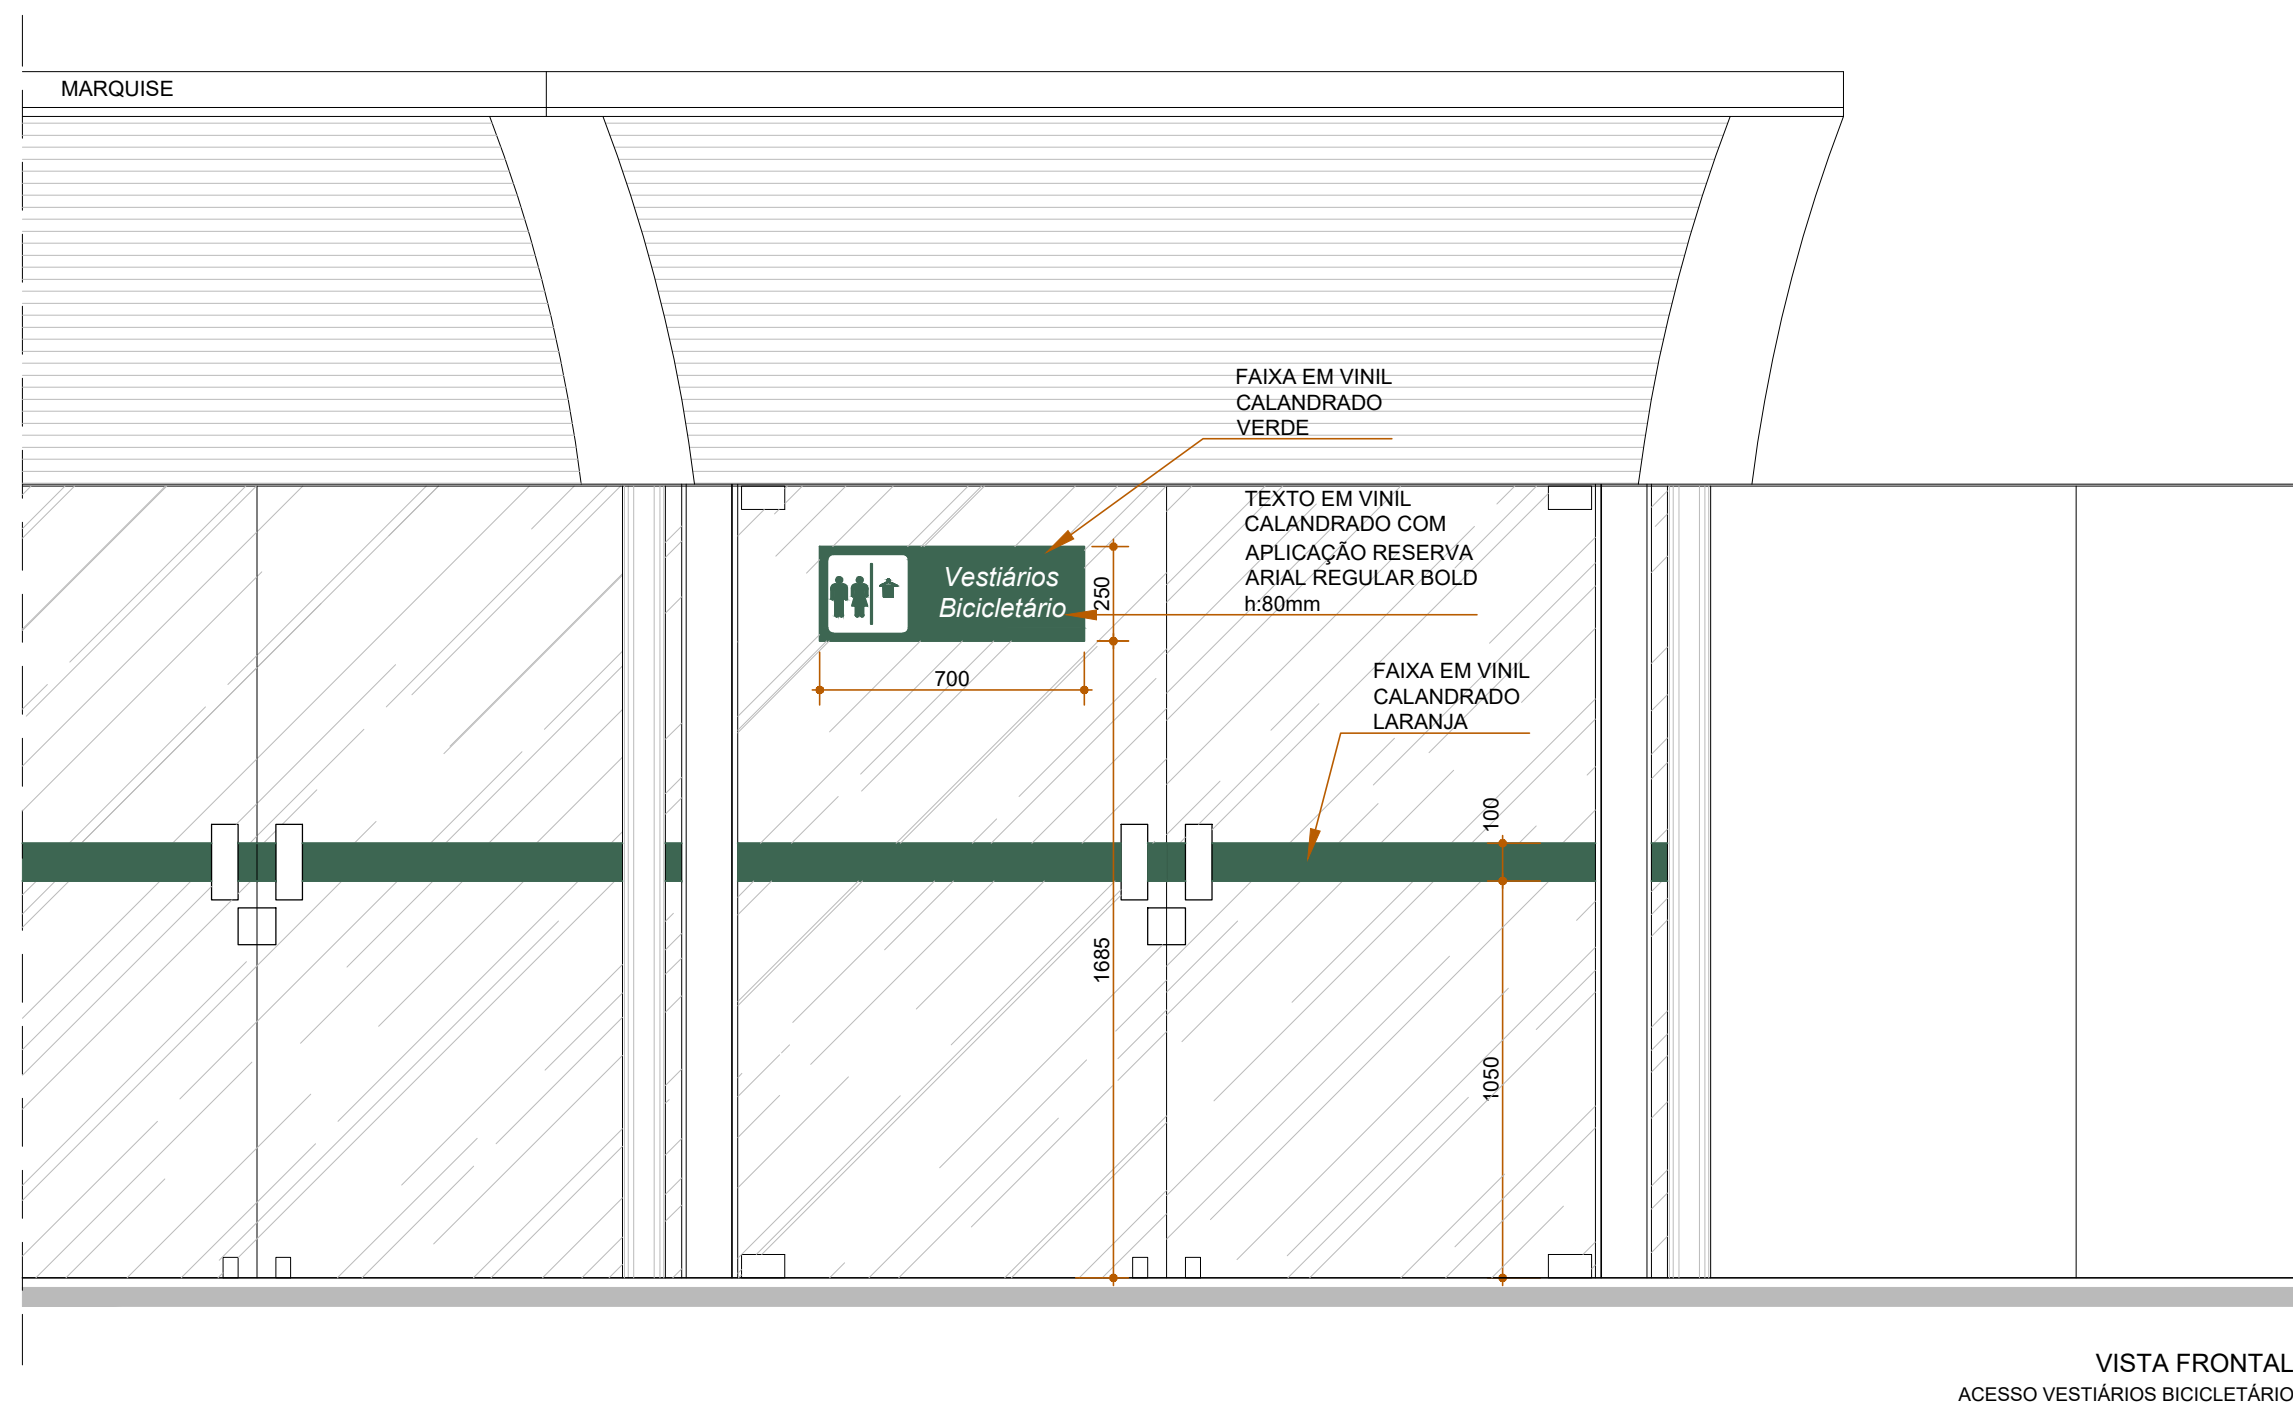 MARQUISE
FAIXA EM VINIL
CALANDRADO
VERDE
TEXTO EM VINIL
CALANDRADO COM
APLICAÇÃO RESERVA
ARIAL REGULAR BOLD
h:80mm
Vestiários
Bicicletário
250
700
FAIXA EM VINIL
CALANDRADO
LARANJA
100
1685
1050
VISTA FRONTAL
ACESSO VESTIÁRIOS BICICLETÁRIO